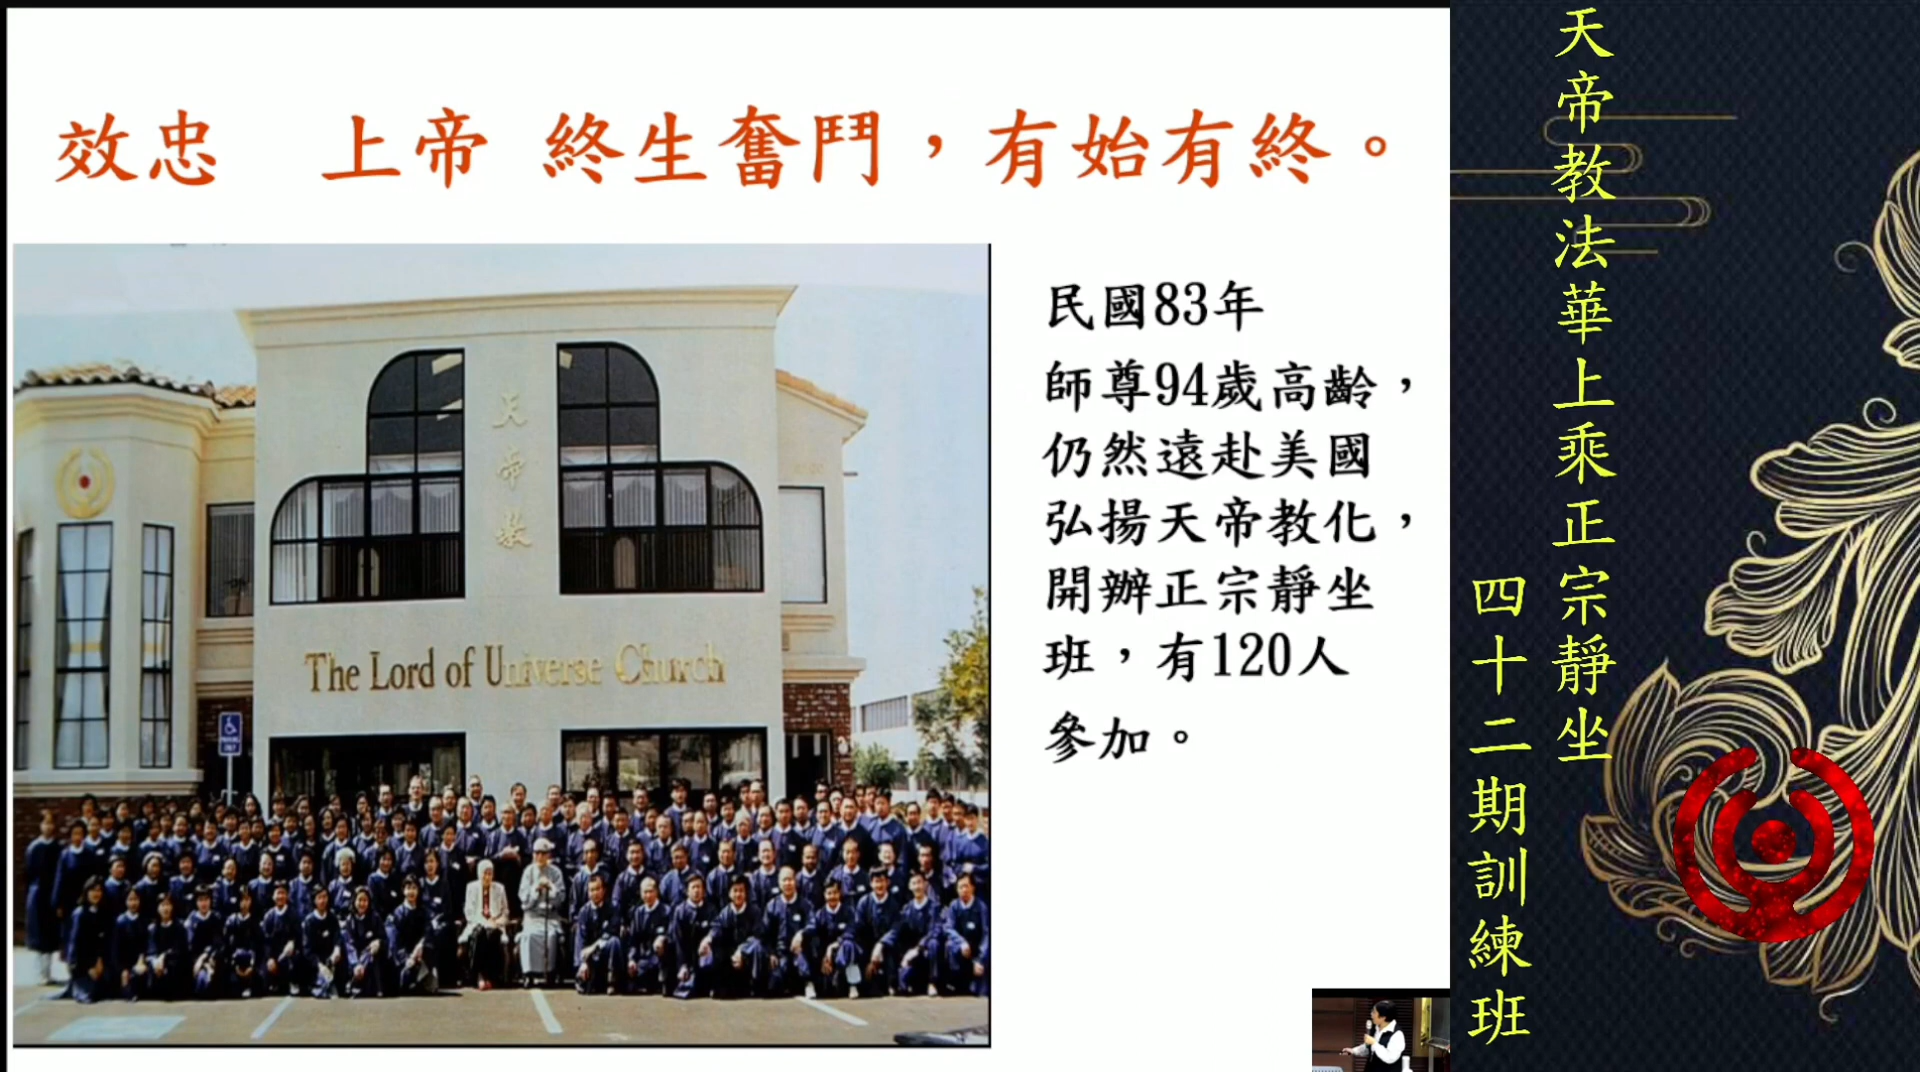 效忠　上帝 終生奮鬥，有始有終。
民國83年
師尊94歲高齡，
仍然遠赴美國
弘揚天帝教化，
開辦正宗靜坐
班，有120人
參加。
天帝教
The Lord of Universe Church
天帝教法華上乘正宗靜坐
四十二期訓練班